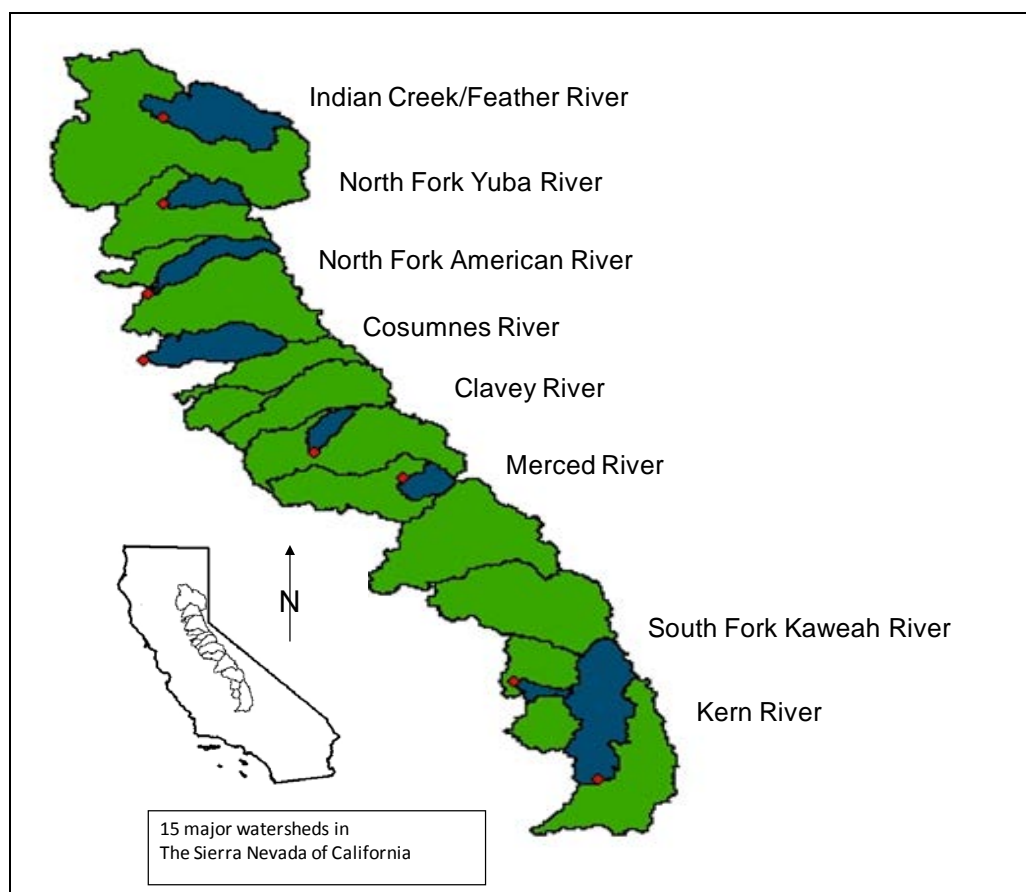 Indian Creek/Feather River
North Fork Yuba River
North Fork American River
Cosumnes River
Clavey River
Merced River
N
South Fork Kaweah River
Kern River
15 major watersheds in
The Sierra Nevada of California